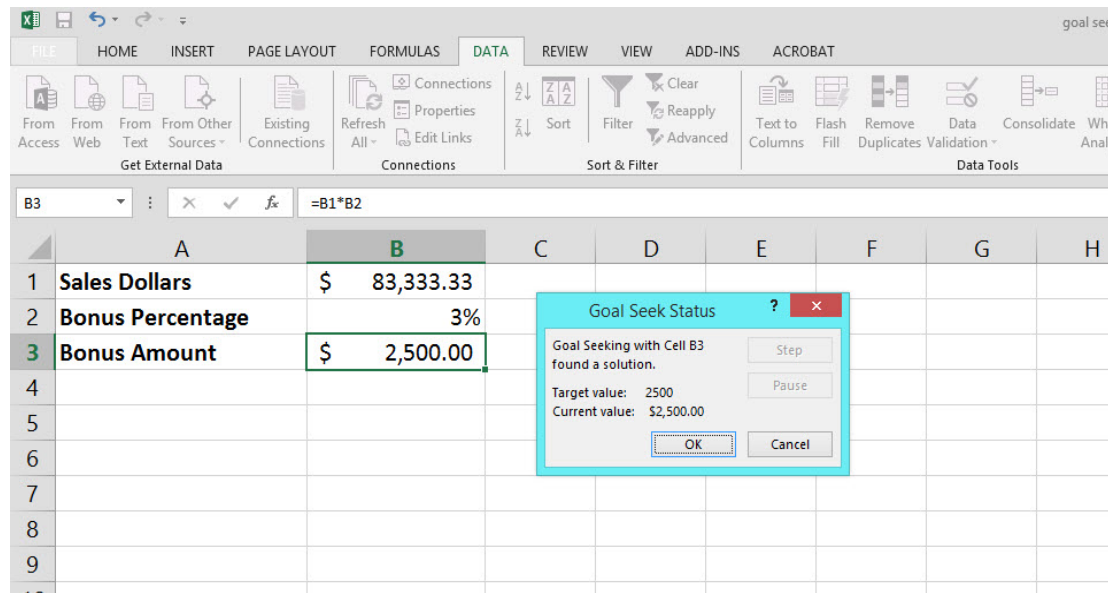 goal see
FILE HOME INSERT PAGE LAYOUT FORMULAS DATA REVIEW VIEW ADD-INS ACROBAT
From Access
From Web
From Text
From Other Sources
Existing Connections
Get External Data
Refresh All
Connections
Properties
Edit Links
Connections
Sort
Filter
Clear
Reapply
Advanced
Sort & Filter
Text to Columns
Flash Fill
Remove Duplicates
Data Validation
Consolidate
Wh
Anal
Data Tools
B3 fx =B1*B2
A B C D E F G H
1 Sales Dollars $ 83,333.33
2 Bonus Percentage 3%
3 Bonus Amount $ 2,500.00
4
5
6
7
8
9
Goal Seek Status ?
Goal Seeking with Cell B3
found a solution.
Target value: 2500
Current value: $2,500.00
Step
Pause
OK Cancel